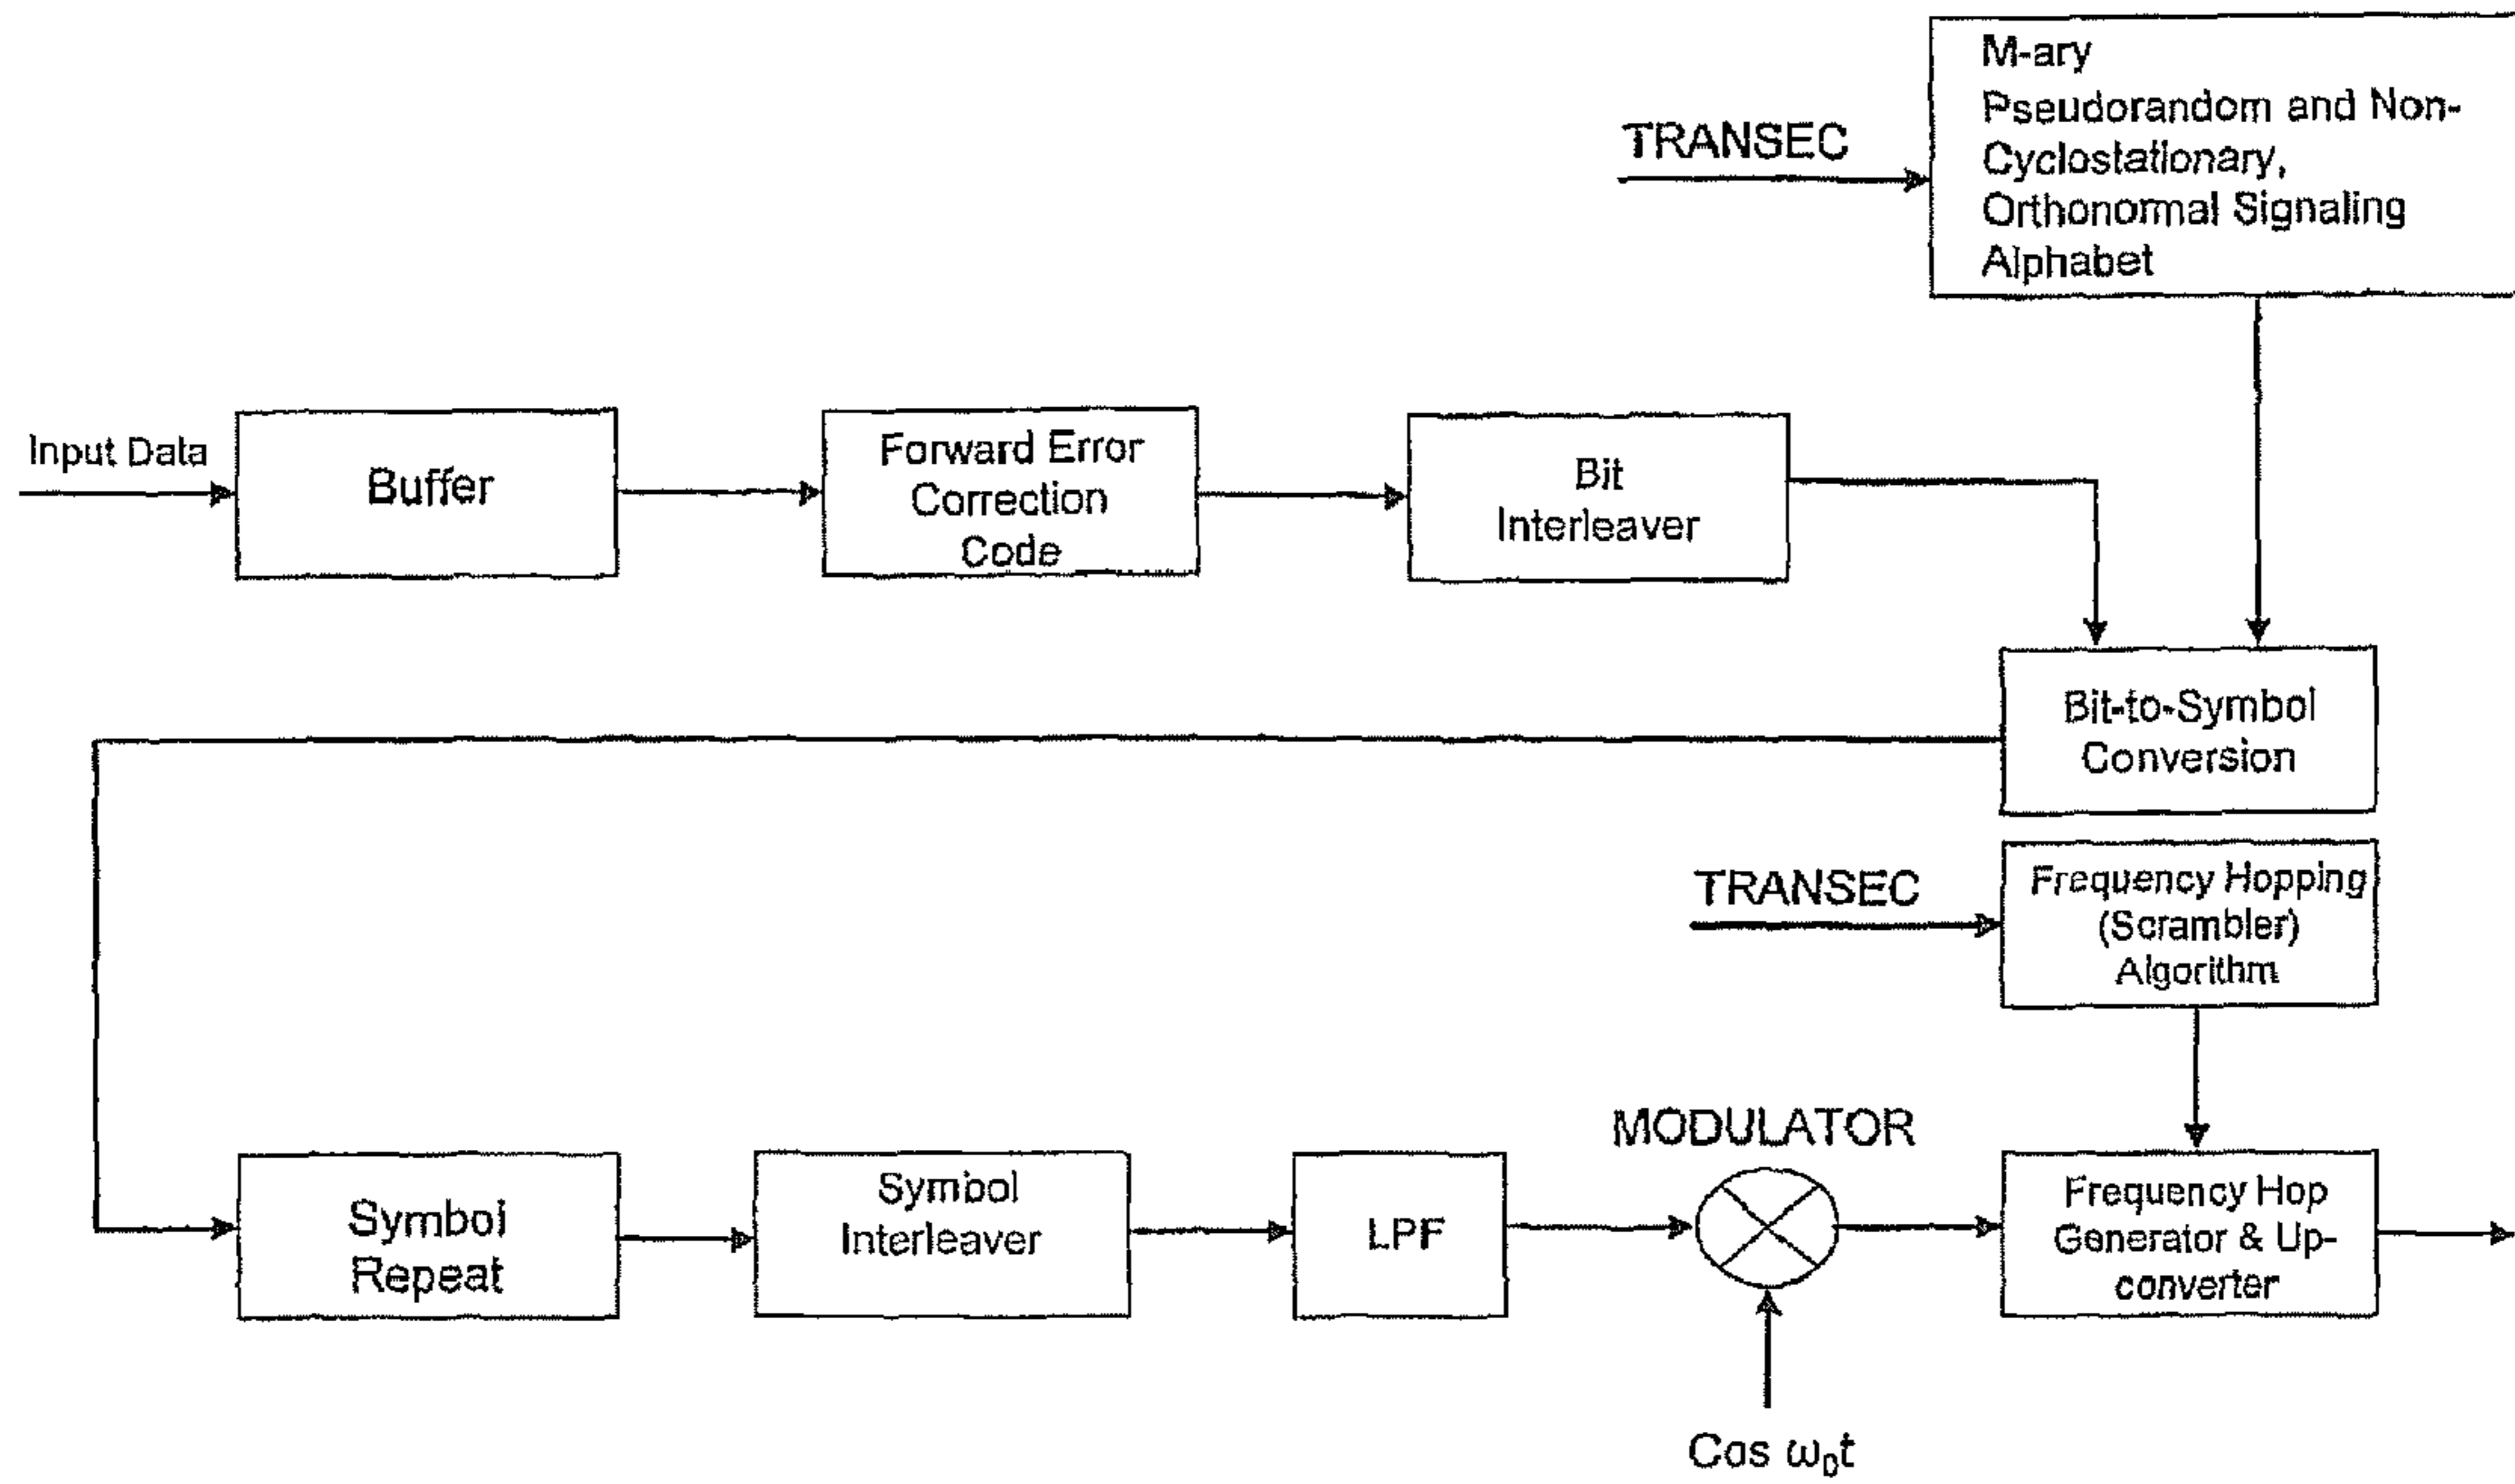 M-ary
Pseudorandom and Non-
Cyclostationary,
Orthonormal Signaling
Alphabet
TRANSEC
Input Data
Buffer
Forward Error
Correction
Code
Bit
Interleaver
Bit-to-Symbol
Conversion
TRANSEC
Frequency Hopping
(Scrambler)
Algorithm
MODULATOR
Symbol
Repeat
Symbol
Interleaver
LPF
Frequency Hop
Generator & Up-
converter
Cos ω₀t